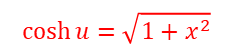 cosh u = √(1 + x²)